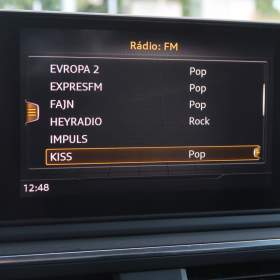 Rádio: FM
EVROPA 2 Pop
EXPRESFM Pop
FAJN Pop
HEYRADIO Rock
IMPULS
KISS Pop
12:48